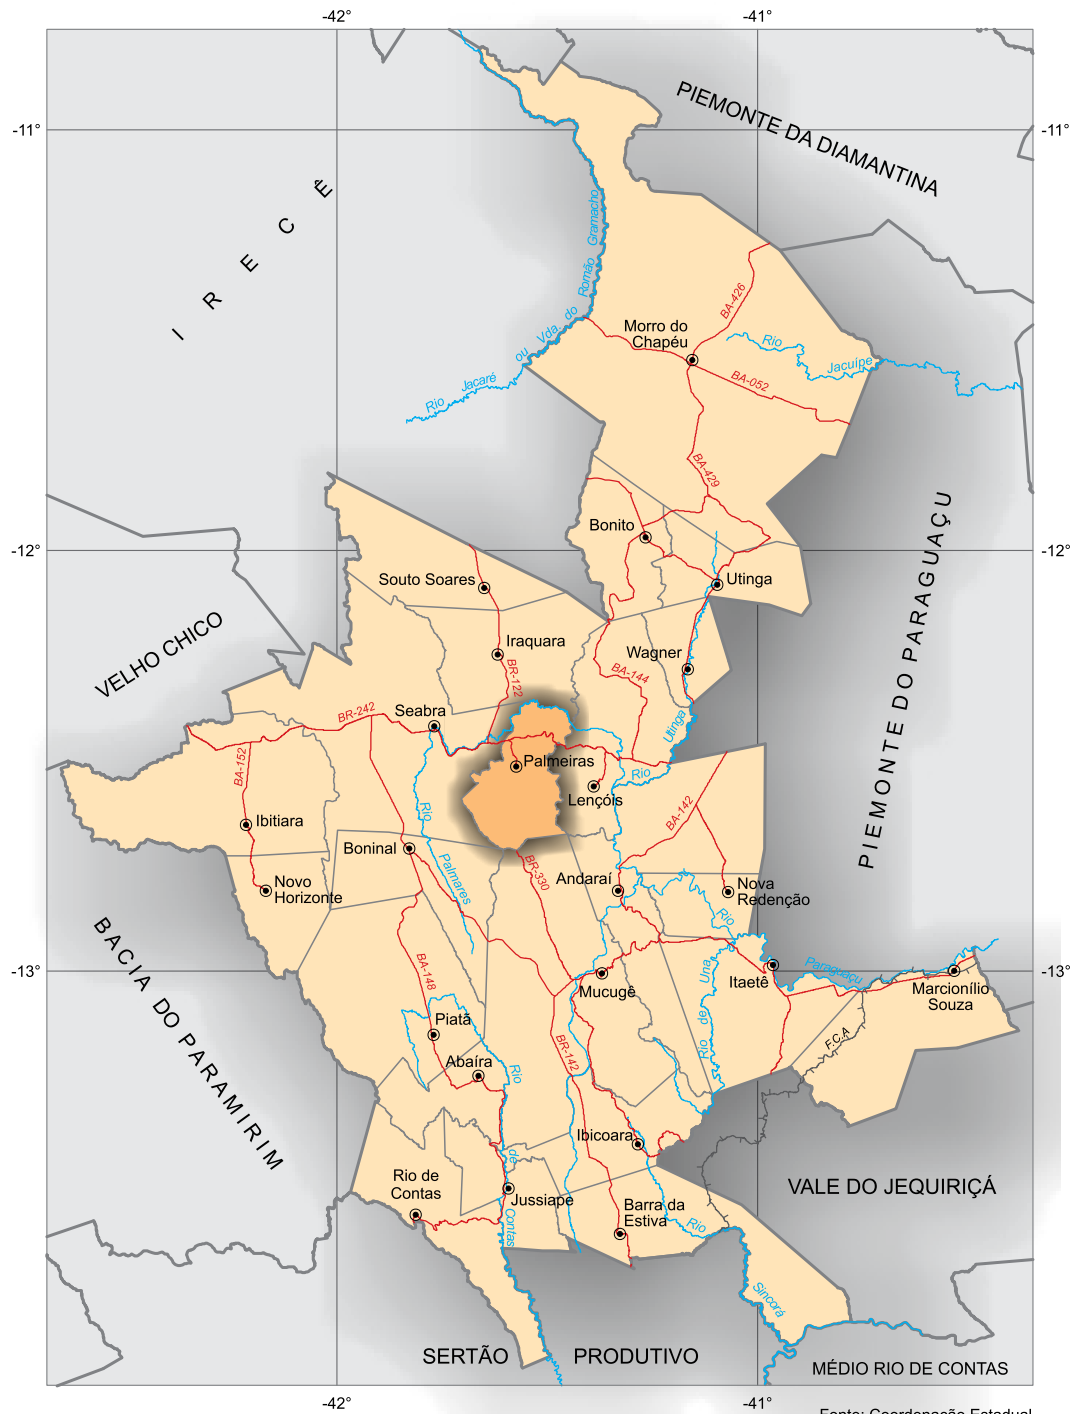 -42°
-41°
-11°
-11°
PIEMONTE DA DIAMANTINA
I R E C Ê
Rio Jacaré ou Vda. do Romão Gramacho
BA-426
Morro do
Chapéu
Rio Jacuípe
BA-052
BA-429
-12°
-12°
Bonito
Utinga
Souto Soares
PIEMONTE DO PARAGUAÇU
VELHO CHICO
Iraquara
Wagner
BR-122
BA-144
Seabra
BR-242
Utinga
Rio
BA-152
Palmeiras
Lençóis
BA-142
Ibitiara
Rio
Palmares
Boninal
BR-330
Andaraí
Novo
Horizonte
Nova
Redenção
Rio
BACIA DO PARAMIRIM
BA-148
-13°
Mucugê
Rio de Una
Itaetê
Paraguaçu
Marcionílio
Souza
-13°
Piatã
F.C.A
BR-142
Abaíra
Rio
de
Contas
Ibicoara
Rio de
Contas
Jussiape
Barra da
Estiva
Rio
Sincorá
VALE DO JEQUIRIÇÁ
SERTÃO PRODUTIVO
MÉDIO RIO DE CONTAS
-42°
-41°
Fonte: Coordenação Estadual